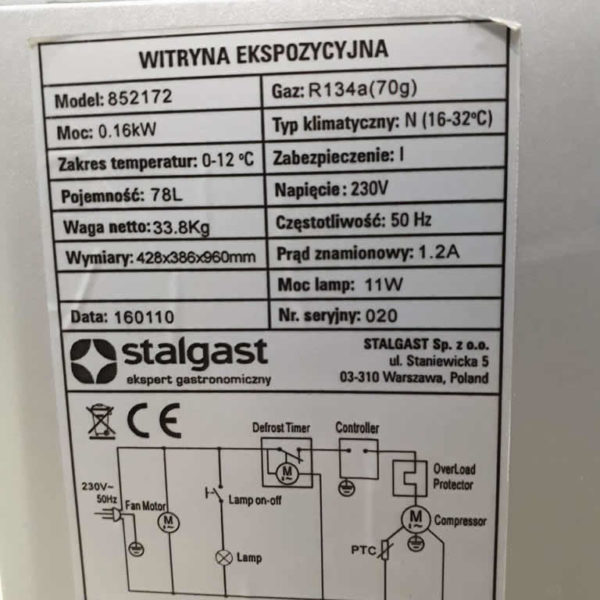 WITRYNA EKSPOZYCYJNA
Model: 852172
Gaz: R134a(70g)
Moc: 0.16kW
Typ klimatyczny: N (16-32ºC)
Zakres temperatur: 0-12 ºC
Zabezpieczenie: I
Pojemność: 78L
Napięcie: 230V
Waga netto: 33.8Kg
Częstotliwość: 50 Hz
Wymiary: 428x386x960mm
Prąd znamionowy: 1.2A
Moc lamp: 11W
Data: 160110
Nr. seryjny: 020
stalgast
ekspert gastronomiczny
STALGAST Sp. z o.o.
ul. Staniewicka 5
03-310 Warszawa, Poland
CE
Defrost Timer
Controller
M
OverLoad
Protector
230V~
50Hz
Fan Motor
M
Lamp on-off
M
Compressor
Lamp
PTC